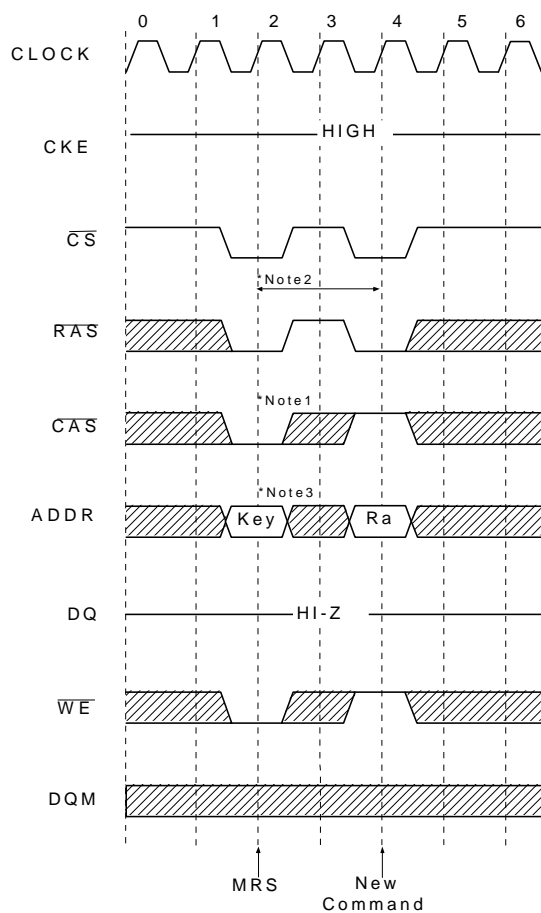 0 1 2 3 4 5 6
CLOCK
HIGH
CKE
CS
*Note2
RAS
*Note1
CAS
*Note3
ADDR
Key
Ra
DQ
HI-Z
WE
DQM
MRS
New
Command